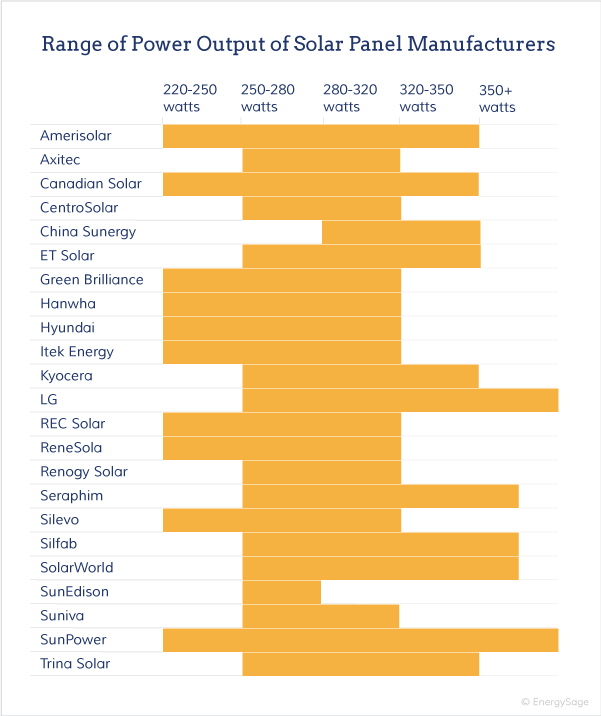 Range of Power Output of Solar Panel Manufacturers
220-250 250-280 280-320 320-350 350+
watts watts watts watts watts
Amerisolar
Axitec
Canadian Solar
CentroSolar
China Sunergy
ET Solar
Green Brilliance
Hanwha
Hyundai
Itek Energy
Kyocera
LG
REC Solar
ReneSola
Renogy Solar
Seraphim
Silevo
Silfab
SolarWorld
SunEdison
Suniva
SunPower
Trina Solar
© EnergySage